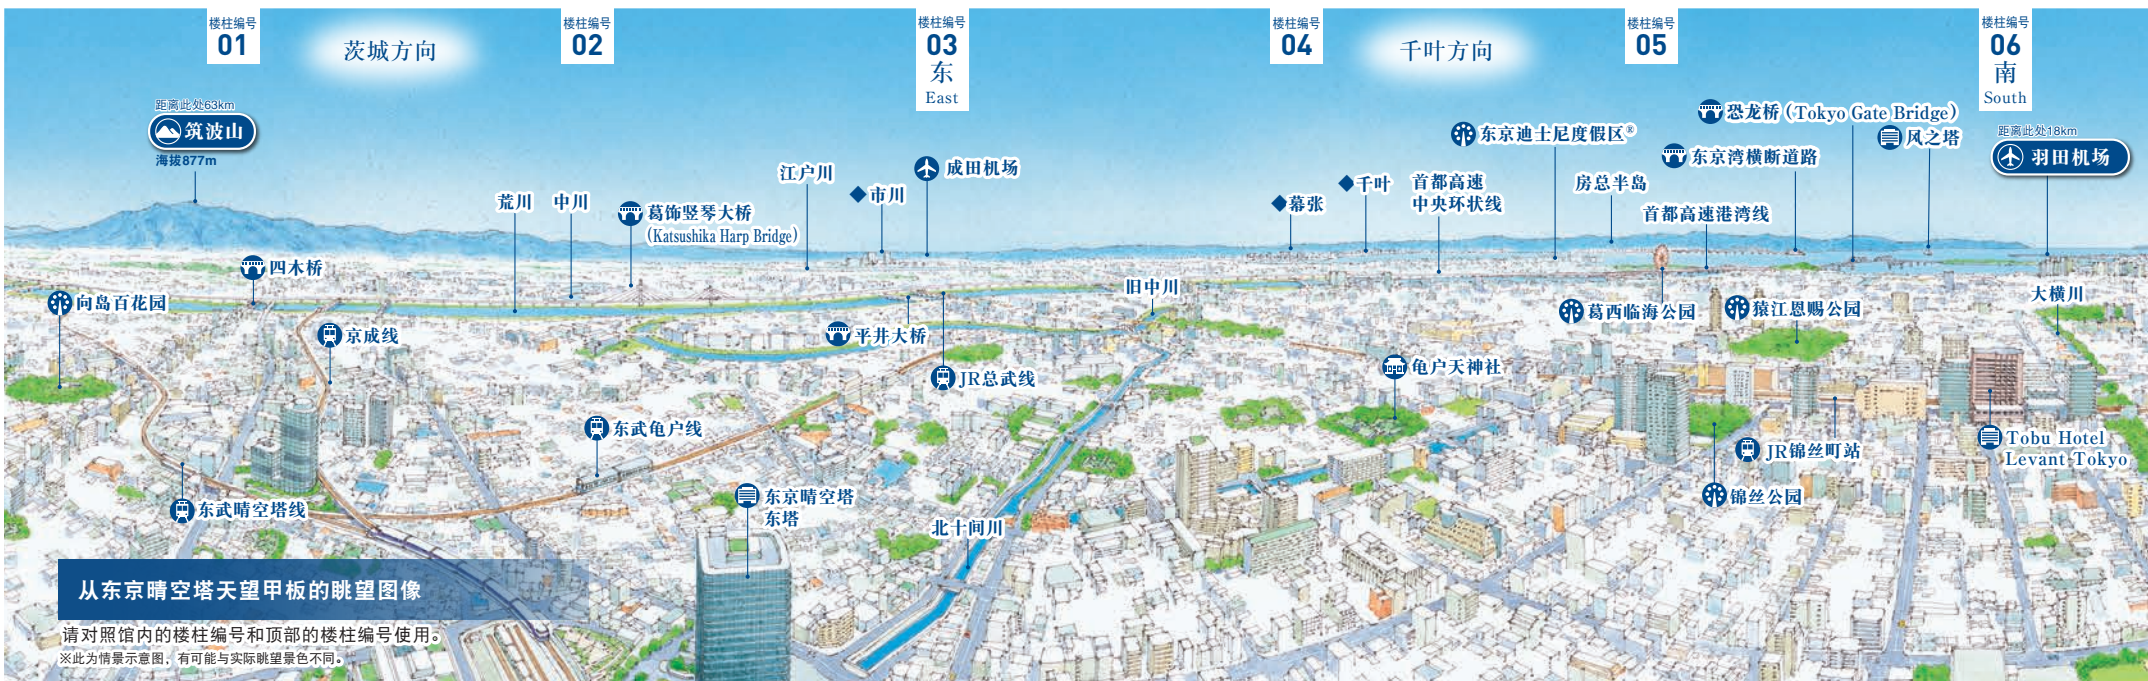 楼柱编号
01
茨城方向
楼柱编号
02
楼柱编号
03
东
East
楼柱编号
04
千叶方向
楼柱编号
05
楼柱编号
06
南
South
距离此处63km
筑波山
海拔877m
荒川
中川
葛饰竖琴大桥
(Katsushika Harp Bridge)
江户川
◆市川
成田机场
◆幕张
◆千叶
首都高速
中央环状线
东京迪士尼度假区®
房总半岛
恐龙桥 (Tokyo Gate Bridge)
东京湾横断道路
首都高速港湾线
风之塔
距离此处18km
羽田机场
四木桥
向岛百花园
京成线
平井大桥
旧中川
JR总武线
葛西临海公园
猿江恩赐公园
大横川
龟户天神社
东武龟户线
东武晴空塔线
东京晴空塔
东塔
北十间川
JR锦丝町站
锦丝公园
Tobu Hotel
Levant Tokyo
从东京晴空塔天望甲板的眺望图像
请对照馆内的楼柱编号和顶部的楼柱编号使用。
※此为情景示意图，有可能与实际眺望景色不同。